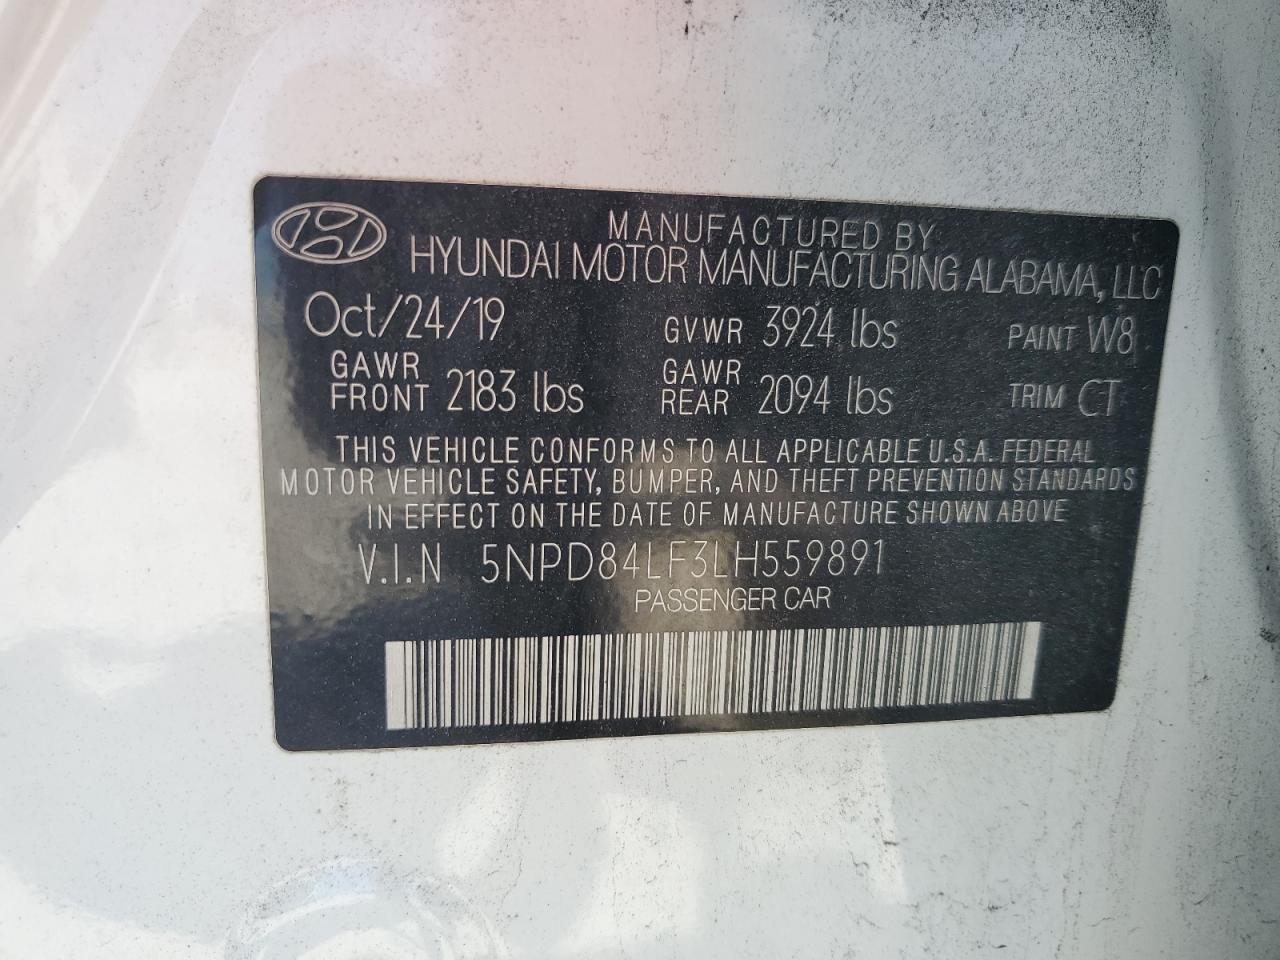 MANUFACTURED BY
HYUNDAI MOTOR MANUFACTURING ALABAMA, LLC
Oct/24/19 GVWR 3924 lbs PAINT W8
GAWR FRONT 2183 lbs GAWR REAR 2094 lbs TRIM CT
THIS VEHICLE CONFORMS TO ALL APPLICABLE U.S.A. FEDERAL
MOTOR VEHICLE SAFETY, BUMPER, AND THEFT PREVENTION STANDARDS
IN EFFECT ON THE DATE OF MANUFACTURE SHOWN ABOVE
V.I.N 5NPD84LF3LH559891
PASSENGER CAR